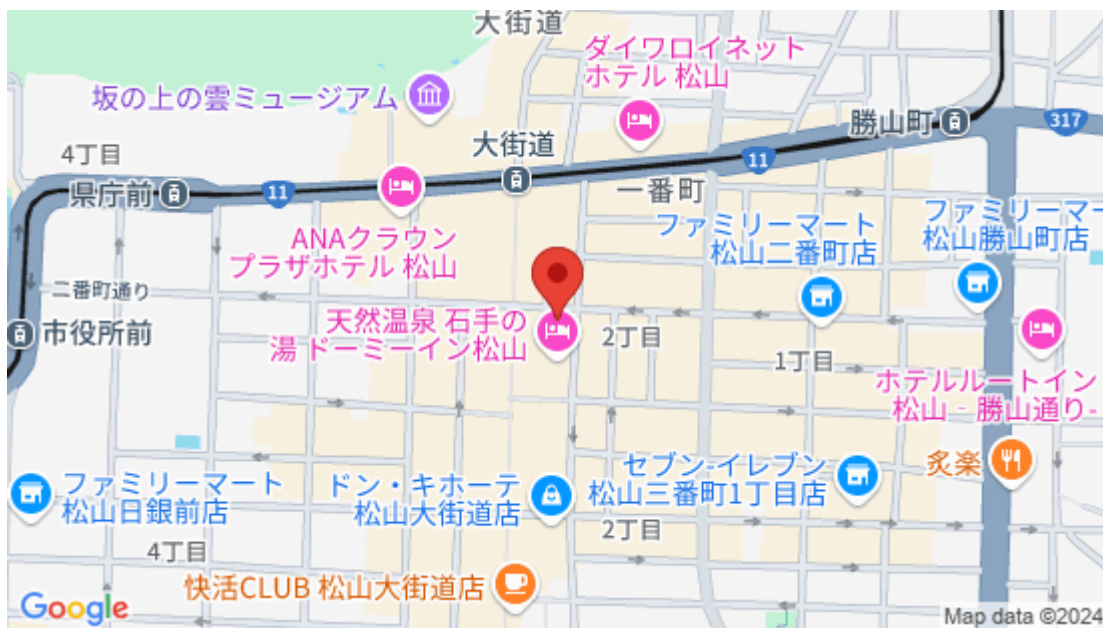 大街道
ダイワロイネット
ホテル 松山
坂の上の雲ミュージアム
勝山町
317
4丁目
大街道
11
県庁前
11
一番町
ファミリーマート
松山二番町店
ファミリーマー
松山勝山町店
ANAクラウン
プラザホテル 松山
二番町通り
市役所前
天然温泉 石手の
湯 ドーミーイン松山
2丁目
1丁目
ホテルルートイン
松山 - 勝山通り-
炙楽
セブン-イレブン
松山三番町1丁目店
ファミリーマート
松山日銀前店
ドン・キホーテ
松山大街道店
2丁目
4丁目
快活CLUB 松山大街道店
Google
Map data ©2024